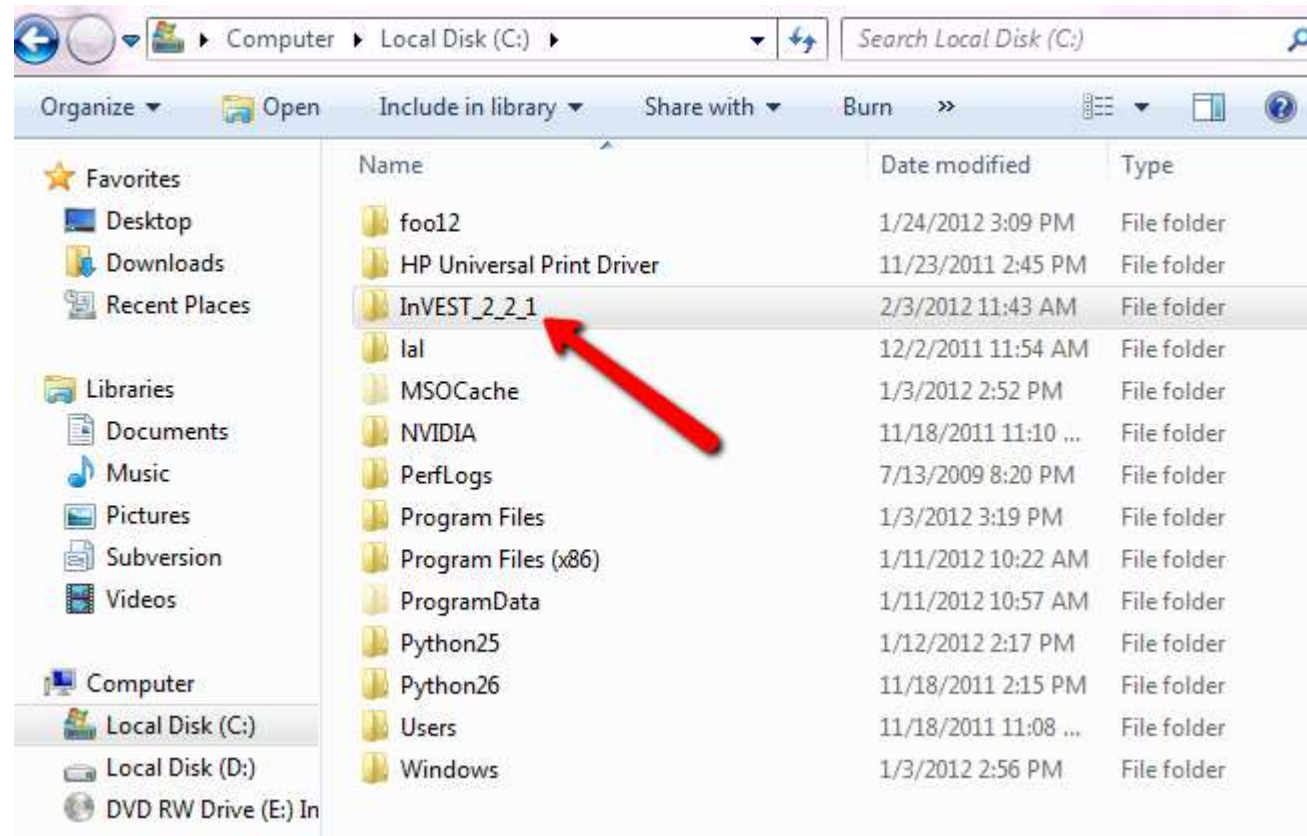 Computer Local Disk (C:) Search Local Disk (C:)
Organize Open Include in library Share with Burn »
Favorites
Desktop
Downloads
Recent Places
Libraries
Documents
Music
Pictures
Subversion
Videos
Computer
Local Disk (C:)
Local Disk (D:)
DVD RW Drive (E:) In
Name Date modified Type
foo12 1/24/2012 3:09 PM File folder
HP Universal Print Driver 11/23/2011 2:45 PM File folder
InVEST_2_2_1 2/3/2012 11:43 AM File folder
lal 12/2/2011 11:54 AM File folder
MSOCache 1/3/2012 2:52 PM File folder
NVIDIA 11/18/2011 11:10 ... File folder
PerfLogs 7/13/2009 8:20 PM File folder
Program Files 1/3/2012 3:19 PM File folder
Program Files (x86) 1/11/2012 10:22 AM File folder
ProgramData 1/11/2012 10:57 AM File folder
Python25 1/12/2012 2:17 PM File folder
Python26 11/18/2011 2:15 PM File folder
Users 11/18/2011 11:08 ... File folder
Windows 1/3/2012 2:56 PM File folder